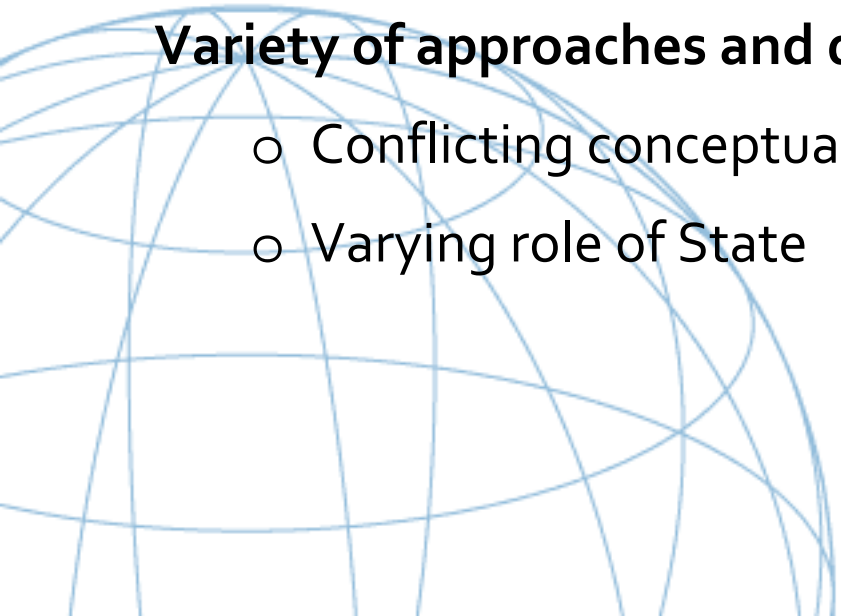 Variety of approaches and
o Conflicting conceptua
o Varying role of State